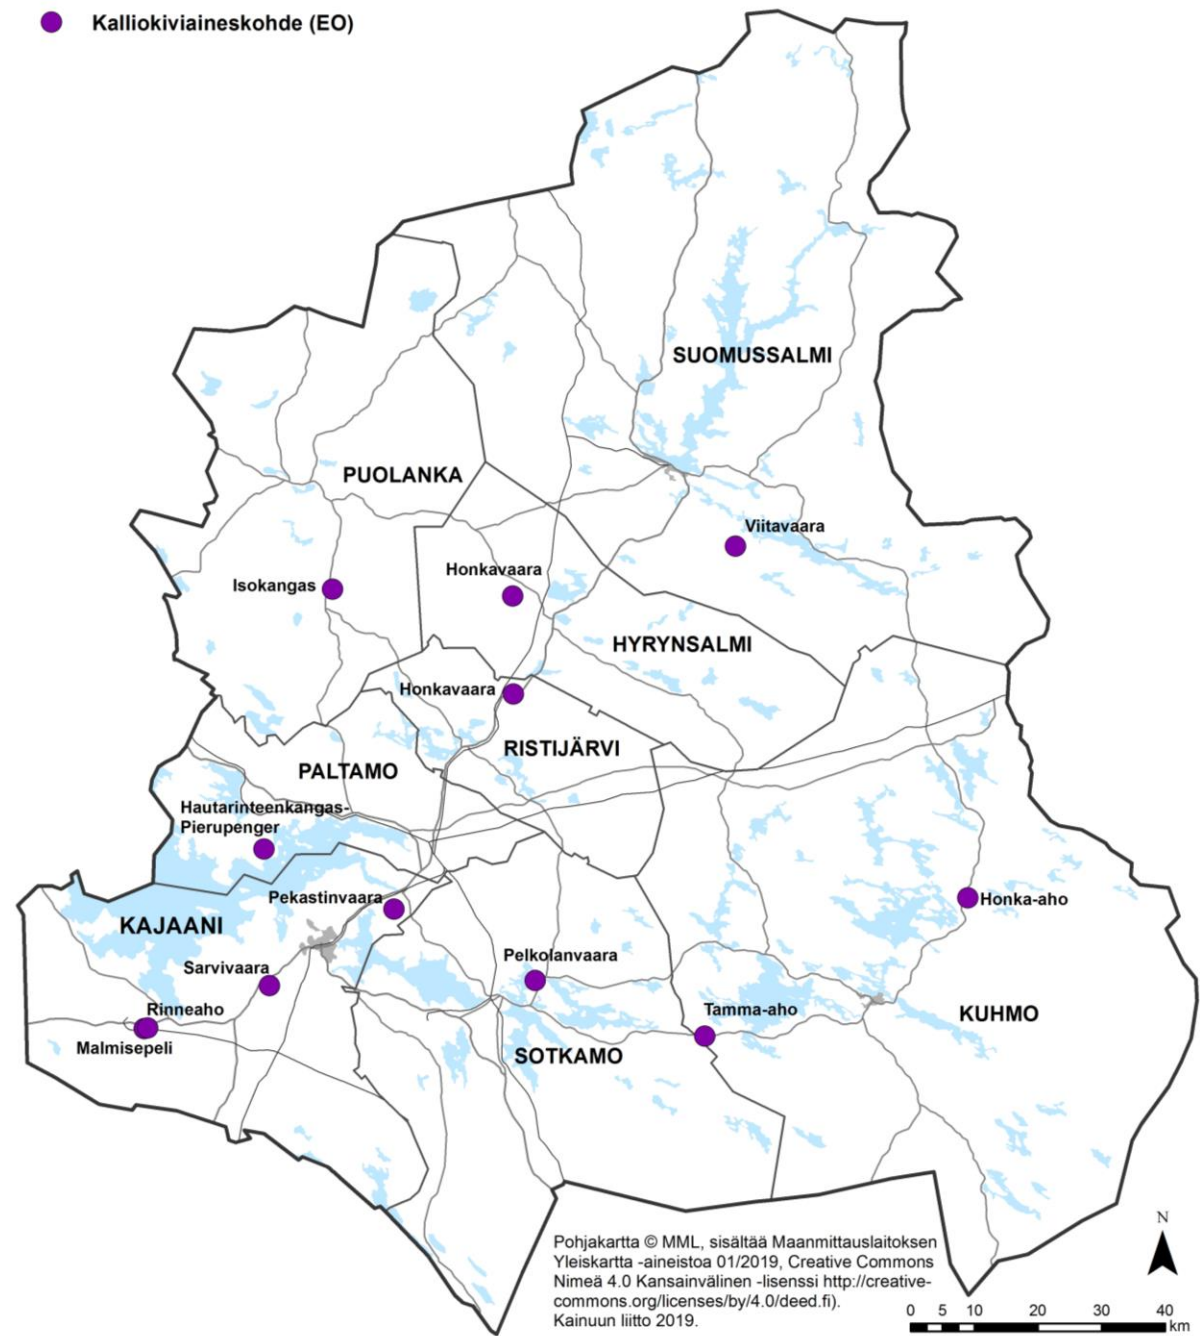 Kalliokiviaineskohde (EO)
SUOMUSSALMI
PUOLANKA
Viitavaara
Honkavaara
Isokangas
HYRYNSALMI
Honkavaara
RISTIJÄRVI
PALTAMO
Hautarinteenkangas-
Pierupenger
Pekastinvaara
Honka-aho
KAJAANI
Pelkolanvaara
Sarvivaara
Rinneaho
Tamma-aho
KUHMO
Malmisepeli
SOTKAMO
Pohjakartta © MML, sisältää Maanmittauslaitoksen
Yleiskartta -aineistoa 01/2019, Creative Commons
Nimeä 4.0 Kansainvälinen -lisenssi http://creative-
commons.org/licenses/by/4.0/deed.fi).
Kainuun liitto 2019.
N
0 5 10 20 30 40
km